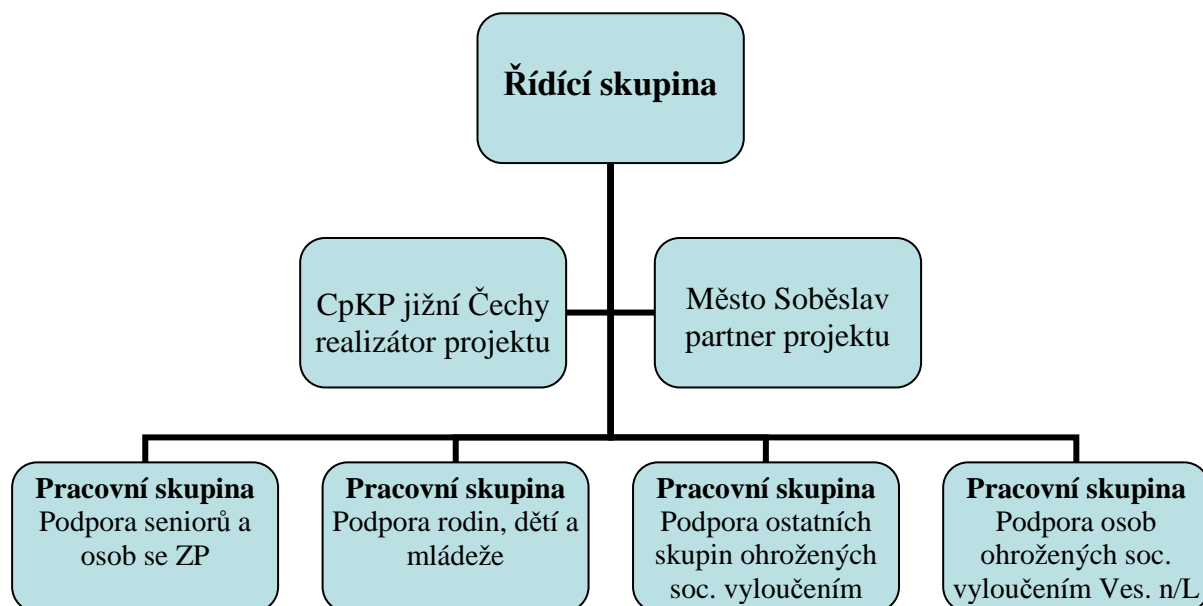 Řídící skupina
CpKP jižní Čechy
realizátor projektu
Město Soběslav
partner projektu
Pracovní skupina
Podpora seniorů a
osob se ZP
Pracovní skupina
Podpora rodin, dětí a
mládeže
Pracovní skupina
Podpora ostatních
skupin ohrožených
soc. vyloučením
Pracovní skupina
Podpora osob
ohrožených soc.
vyloučením Ves. n/L